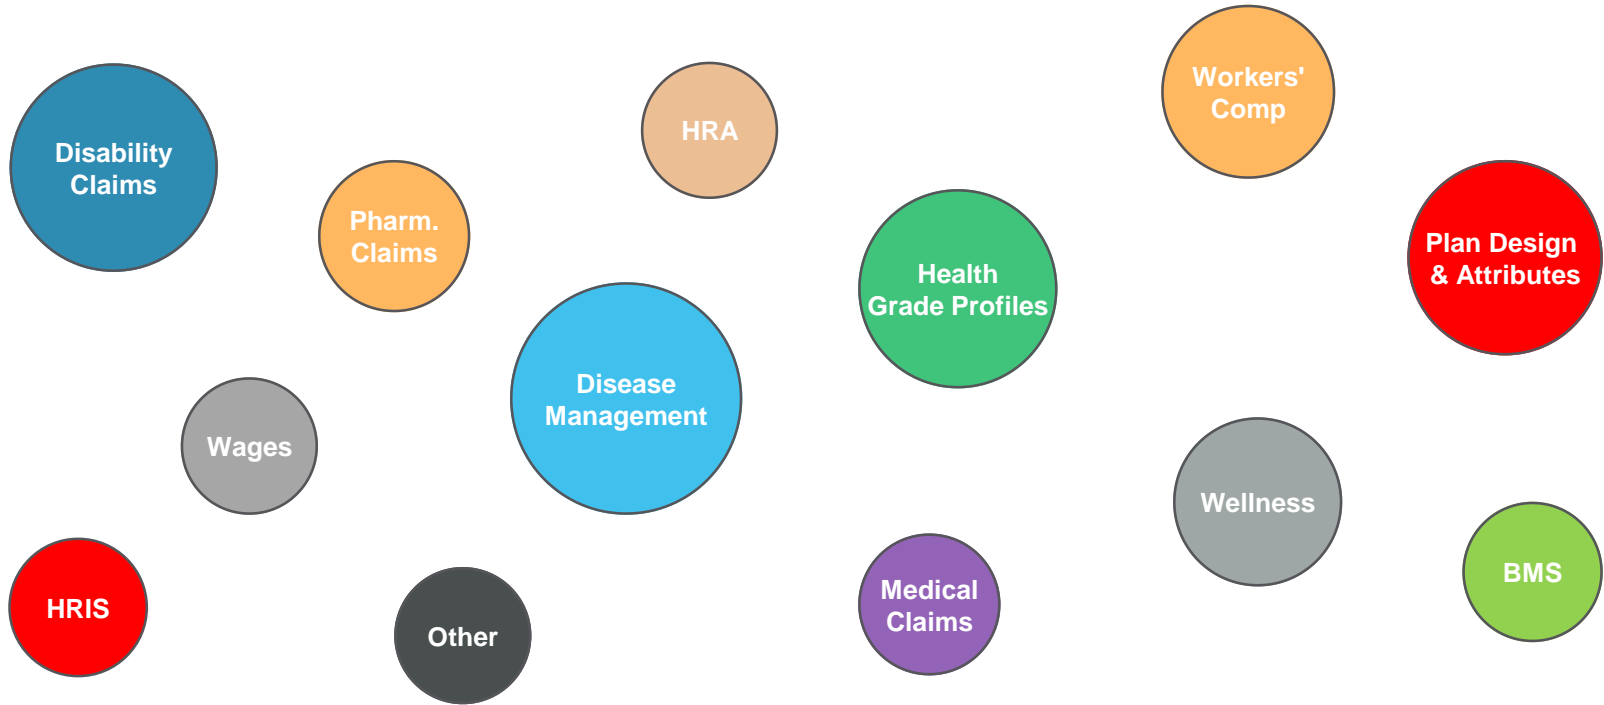 Workers'
Comp
HRA
Disability
Claims
Pharm.
Claims
Plan Design
& Attributes
Health
Grade Profiles
Disease
Management
Wages
Wellness
BMS
Medical
Claims
HRIS
Other